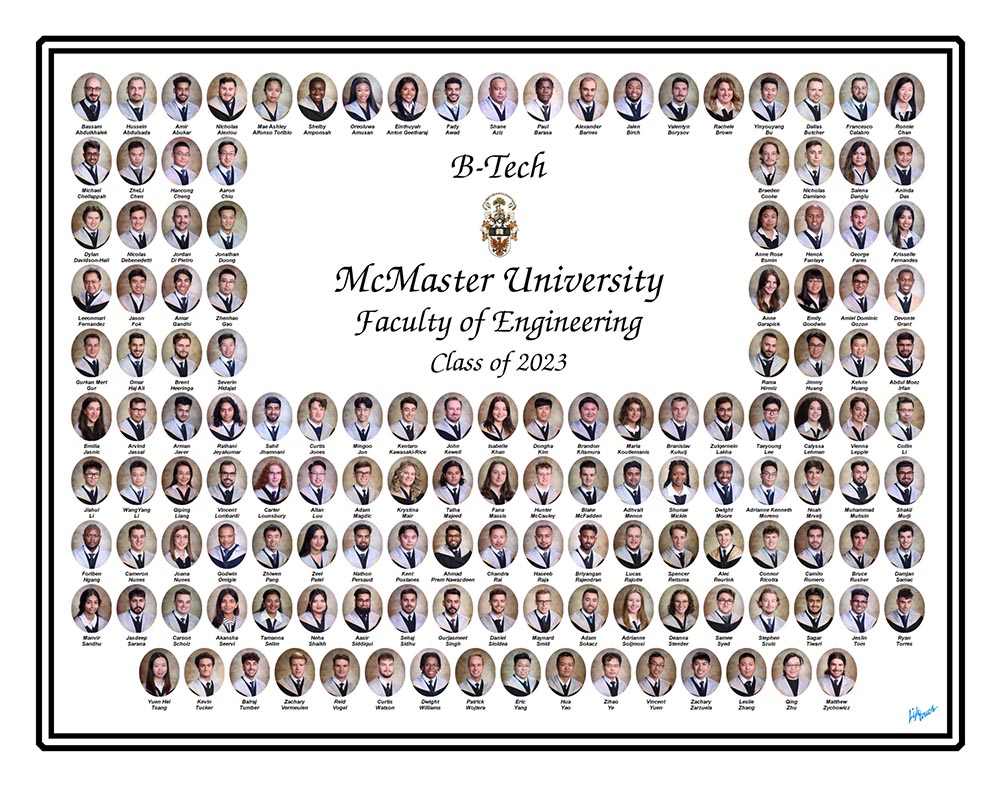 Bassam Abdulkhalek
Hussein Abdulsada
Amir Abukar
Nicholas Alexiou
Mae Ashley Alfonso Toribio
Shelby Amponsah
Oreoluwa Amusan
Einthuyah Anton Geetharaj
Fady Awad
Shane Aziz
Paul Barasa
Alexander Barnes
Jalen Birch
Valentyn Borysov
Rachele Brown
Yinyouyang Bu
Dallas Butcher
Francesco Calabro
Ronnie Chan
B-Tech
Michael Chellappah
ZheLi Chen
Hancong Cheng
Aaron Chiu
Braeden Cooke
Nicholas Damiano
Salena Danglu
Aninda Das
Dylan Davidson-Hall
Nicolas Debenedetti
Jordan Di Pietro
Jonathan Duong
Anne Rose Esmin
Henok Fantaye
George Fares
Krisselle Fernandes
McMaster University
Faculty of Engineering
Class of 2023
Leeonmarl Fernandez
Jason Fok
Amar Gandhi
Zhenhao Gao
Anne Garapick
Emily Goodwin
Amiel Dominic Gozon
Devonte Grant
Gurkan Mert Gur
Omar Haj Ali
Brent Heeringa
Severin Hidajat
Rama Hirmiz
Jimmy Huang
Kelvin Huang
Abdul Moez Irfan
Emilia Jasnic
Arvind Jassal
Arman Javer
Rathani Jeyakumar
Sahil Jhamnani
Curtis Jones
Mingoo Jun
Kentaro Kawasaki-Rice
John Kewell
Isabelle Khan
Dongha Kim
Brandon Kitamura
Maria Koutlemanis
Branislav Kukulj
Zulqernein Lakha
Taeyoung Lee
Calyssa Lehman
Vienna Lepple
Collin Li
Jiahui Li
WangYang Li
Qiping Liang
Vincent Lombardi
Carter Lounsbury
Allan Luu
Adam Magdic
Krystina Mair
Talha Majeed
Fana Massis
Hunter McCauley
Blake McFadden
Adhvait Menon
Shunae Mickle
Dwight Moore
Adrianne Kenneth Moreno
Noah Mrvelj
Muhammad Muhsin
Shakil Murji
Forlben Ngang
Cameron Nunes
Joana Nunes
Godwin Omigie
Zhiwen Pang
Zeel Patel
Nathon Persaud
Kent Postanes
Ahmad Prem Nawazdeen
Chandra Rai
Haseeb Raja
Briyangan Rajendran
Lucas Rajotte
Spencer Reitsma
Alec Reurink
Connor Ricotta
Camilo Romero
Bruce Rusher
Damjan Samac
Manvir Sandhu
Jasdeep Sarana
Carson Scholz
Akansha Seervi
Tamanna Selim
Neha Shaikh
Aasir Siddiqui
Sehaj Sidhu
Gurjasmeet Singh
Daniel Sioldea
Maynard Smid
Adam Sokacz
Adrianne Soljmosi
Deanna Stender
Samee Syed
Stephen Szulc
Sagar Tiwari
Jeslin Tom
Ryan Torres
Yuen Hei Tsang
Kevin Tucker
Balraj Tumber
Zachary Vermeulen
Reid Vogel
Curtis Watson
Dwight Williams
Patrick Wojtera
Eric Yang
Hua Yao
Zihao Ye
Vincent Yuen
Zachary Zarzuela
Leslie Zhang
Qing Zhu
Matthew Zychowicz